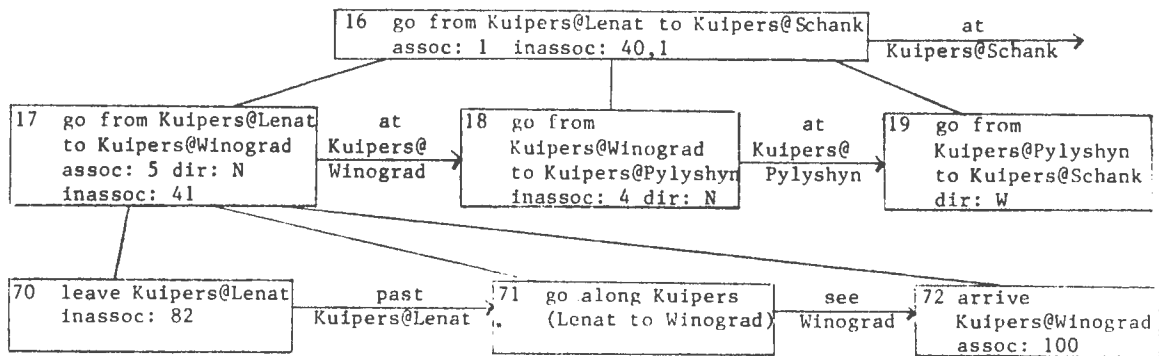 16 go from Kuipers@Lenat to Kuipers@Schank
assoc: 1 inassoc: 40,1
at
Kuipers@Schank
17 go from Kuipers@Lenat
to Kuipers@Winograd
assoc: 5 dir: N
inassoc: 41
at
Kuipers@
Winograd
18 go from
Kuipers@Winograd
to Kuipers@Pylyshyn
inassoc: 4 dir: N
at
Kuipers@
Pylyshyn
19 go from
Kuipers@Pylyshyn
to Kuipers@Schank
dir: W
70 leave Kuipers@Lenat
inassoc: 82
past
Kuipers@Lenat
71 go along Kuipers
(Lenat to Winograd)
see
Winograd
72 arrive
Kuipers@Winograd
assoc: 100